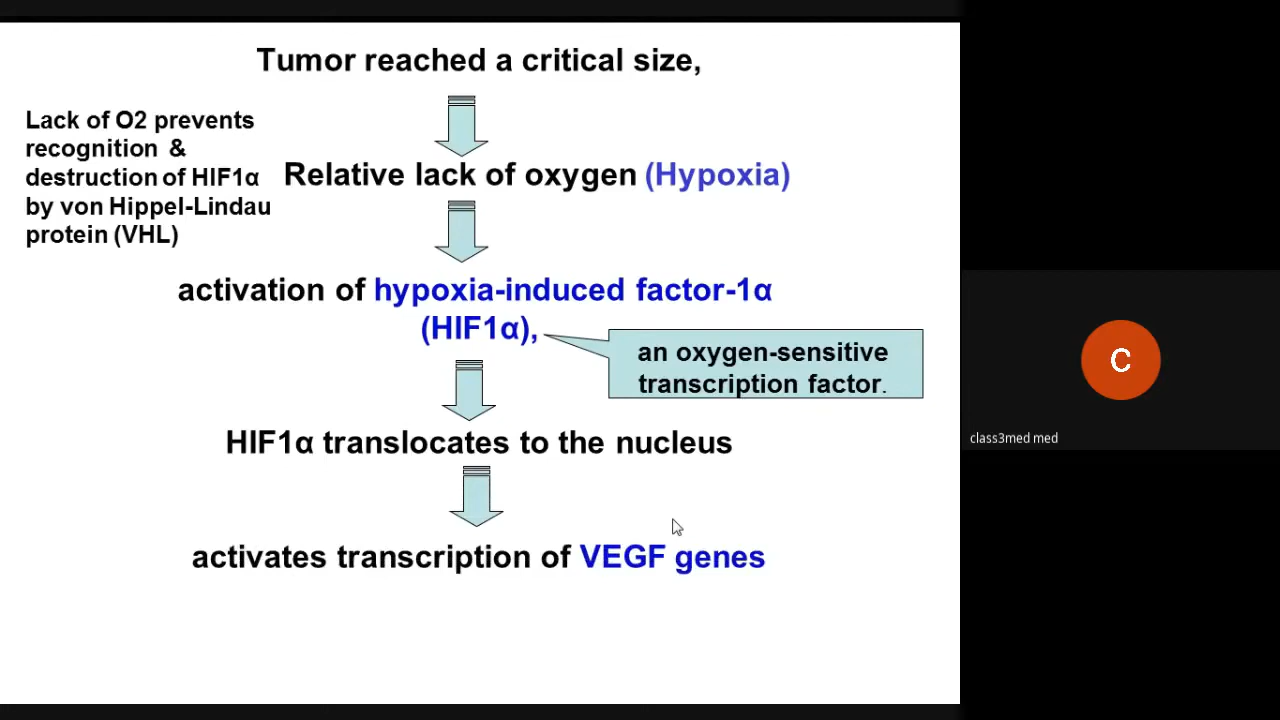 Tumor reached a critical size,
Lack of O2 prevents
recognition &
destruction of HIF1α
by von Hippel-Lindau
protein (VHL)
Relative lack of oxygen (Hypoxia)
activation of hypoxia-induced factor-1α
(HIF1α),
an oxygen-sensitive
transcription factor.
HIF1α translocates to the nucleus
activates transcription of VEGF genes
C
class3med med